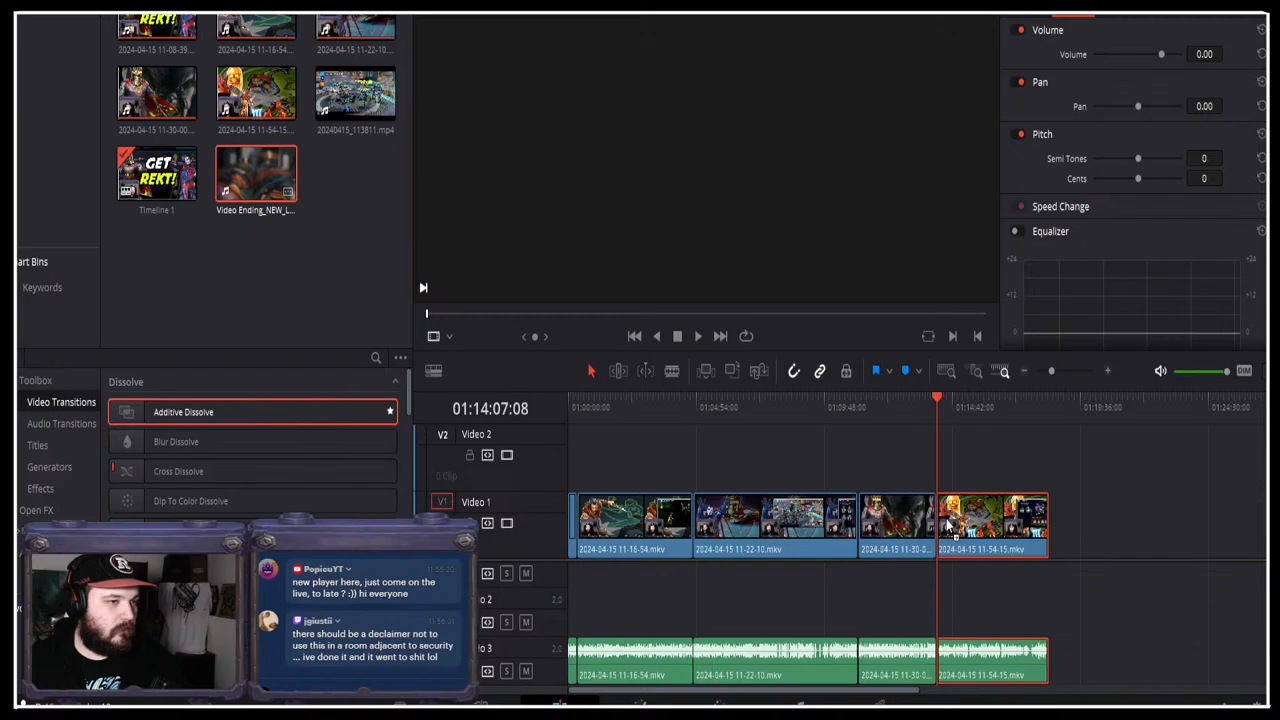 2024-04-15 11-08-39...
2024-04-15 11-16-54...
2024-04-15 11-22-10...
2024-04-15 11-30-00...
2024-04-15 11-54-15...
20240415_113811.mp4
GET
REKT!
Timeline 1
Video Ending_NEW_L...
art Bins
Keywords
Volume
Volume
0.00
Pan
Pan
0.00
Pitch
Semi Tones
0
Cents
0
Speed Change
Equalizer
+24
+24
+12
+12
0
0
Toolbox
Video Transitions
Audio Transitions
Titles
Generators
Effects
Open FX
Dissolve
Additive Dissolve
Blur Dissolve
Cross Dissolve
Dip To Color Dissolve
DIM
01:14:07:08
01:00:00:00
01:04:54:00
01:09:48:00
01:14:42:00
01:19:36:00
01:24:30:00
V2
Video 2
0 Clip
V1
Video 1
2024-04-15 11-16-54.mkv
2024-04-15 11-22-10.mkv
2024-04-15 11-30-0...
2024-04-15 11-54-15.mkv
S
M
o 2
2.0
S
M
o 3
2.0
S
M
2024-04-15 11-16-54.mkv
2024-04-15 11-22-10.mkv
2024-04-15 11-30-0...
2024-04-15 11-54-15.mkv
PopicuYT
11:55:20
new player here, just come on the
live, to late ? :)) hi everyone
jgiustii
there should be a declaimer not to
use this in a room adjacent to security
... ive done it and it went to shit lol